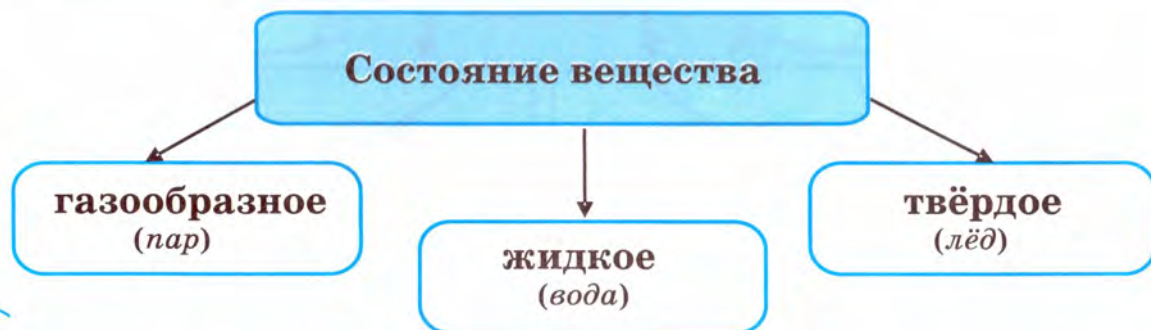 Состояние вещества
газообразное
(пар)
жидкое
(вода)
твёрдое
(лёд)